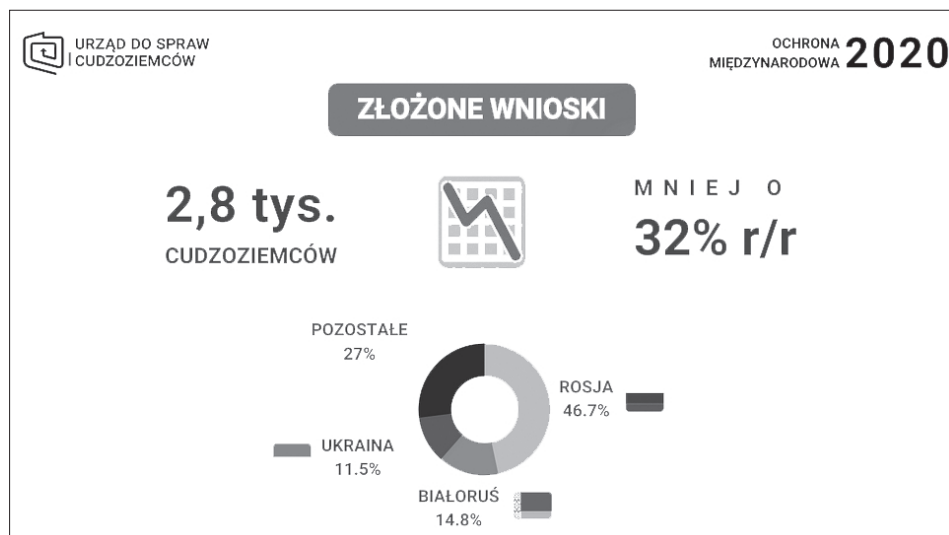 URZĄD DO SPRAW
CUDZOZIEMCÓW
OCHRONA
MIĘDZYNARODOWA 2020
ZŁOŻONE WNIOSKI
2,8 tys.
CUDZOZIEMCÓW
MNIEJ O
32% r/r
POZOSTAŁE
27%
ROSJA
46.7%
UKRAINA
11.5%
BIAŁORUŚ
14.8%